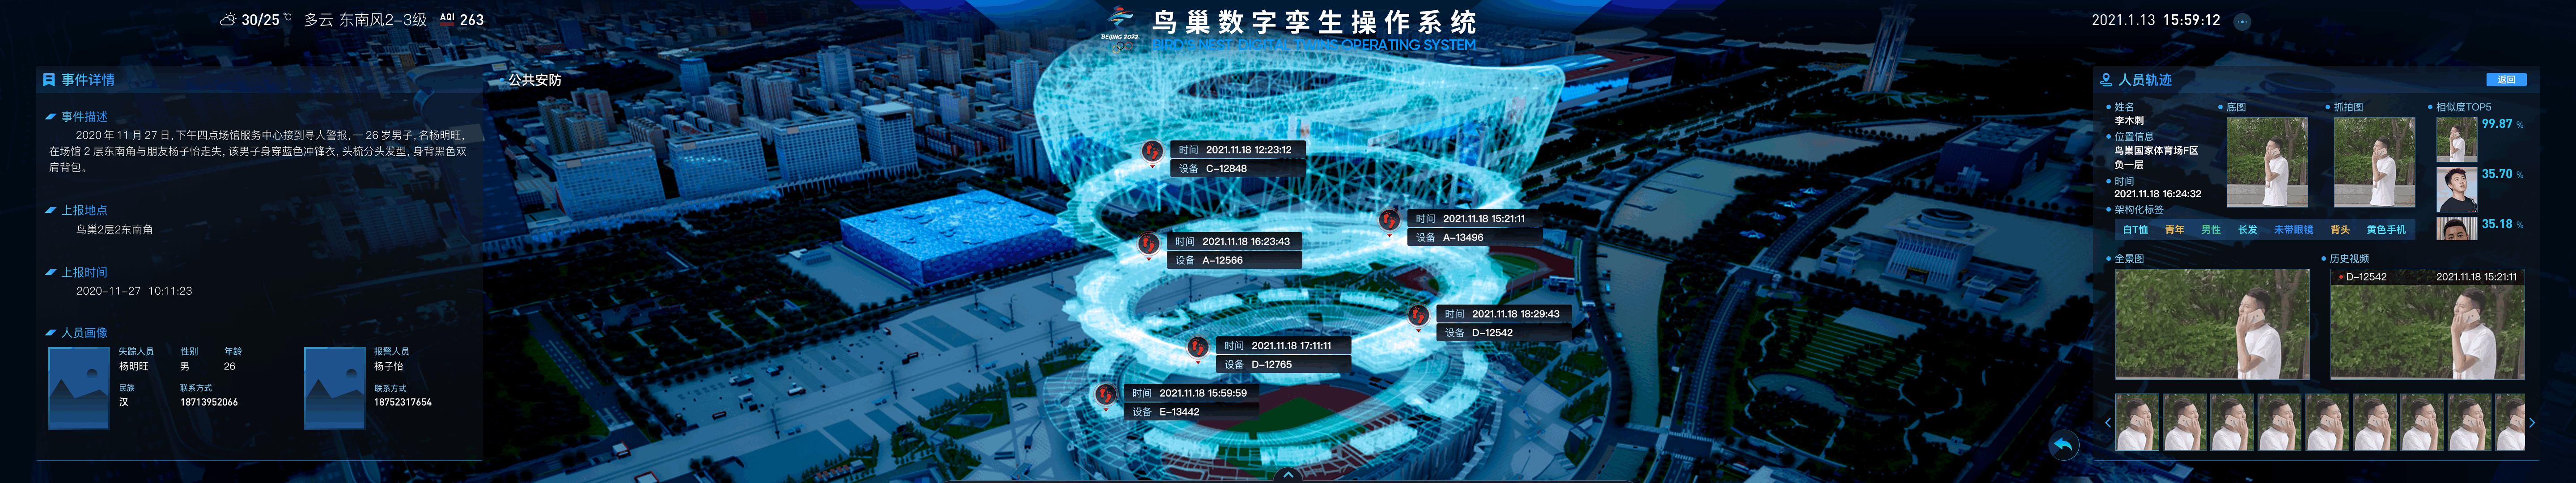 30/25℃ 多云 东南风2-3级 AQI 263
BEIJING 2022
鸟巢数字孪生操作系统
BIRD'S NEST DIGITAL TWINS OPERATING SYSTEM
2021.1.13 15:59:12
事件详情
事件描述
2020年11月27日,下午四点场馆服务中心接到寻人警报,一26岁男子,名杨明旺,
在场馆2层东南角与朋友杨子怡走失,该男子身穿蓝色冲锋衣,头梳分头发型,身背黑色双
肩背包。
上报地点
鸟巢2层2东南角
上报时间
2020-11-27 10:11:23
人员画像
失踪人员 性别 年龄
杨明旺 男 26
民族 联系方式
汉 18713952066
报警人员
杨子怡
联系方式
18752317654
公共安防
时间 2021.11.18 12:23:12
设备 C-12848
时间 2021.11.18 15:21:11
设备 A-13496
时间 2021.11.18 16:23:43
设备 A-12566
时间 2021.11.18 18:29:43
设备 D-12542
时间 2021.11.18 17:11:11
设备 D-12765
时间 2021.11.18 15:59:59
设备 E-13442
人员轨迹
返回
姓名
李木刺
位置信息
鸟巢国家体育场F区
负一层
时间
2021.11.18 16:24:32
架构化标签
白T恤 青年 男性 长发 未带眼镜 背头 黄色手机
底图
抓拍图
相似度TOP5
99.87 %
35.70 %
35.18 %
全景图
历史视频
D-12542 2021.11.18 15:21:11